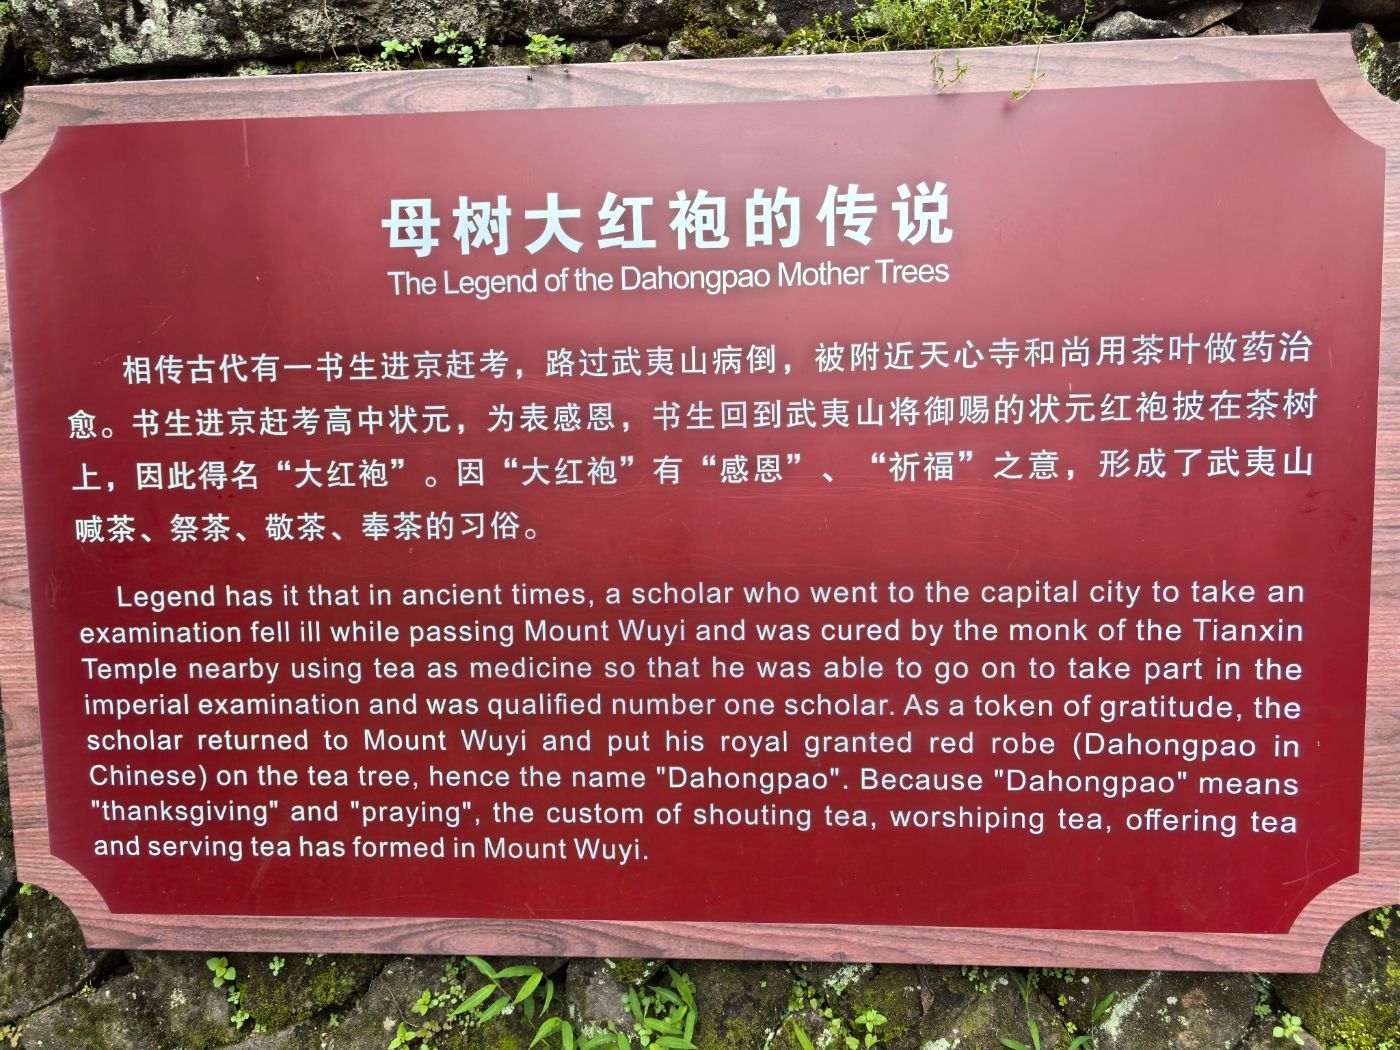 母树大红袍的传说
The Legend of the Dahongpao Mother Trees
相传古代有一书生进京赶考，路过武夷山病倒，被附近天心寺和尚用茶叶做药治
愈。书生进京赶考高中状元，为表感恩，书生回到武夷山将御赐的状元红袍披在茶树
上，因此得名“大红袍”。因“大红袍”有“感恩”、“祈福”之意，形成了武夷山
喊茶、祭茶、敬茶、奉茶的习俗。
Legend has it that in ancient times, a scholar who went to the capital city to take an
examination fell ill while passing Mount Wuyi and was cured by the monk of the Tianxin
Temple nearby using tea as medicine so that he was able to go on to take part in the
imperial examination and was qualified number one scholar. As a token of gratitude, the
scholar returned to Mount Wuyi and put his royal granted red robe (Dahongpao in
Chinese) on the tea tree, hence the name "Dahongpao". Because "Dahongpao" means
"thanksgiving" and "praying", the custom of shouting tea, worshiping tea, offering tea
and serving tea has formed in Mount Wuyi.